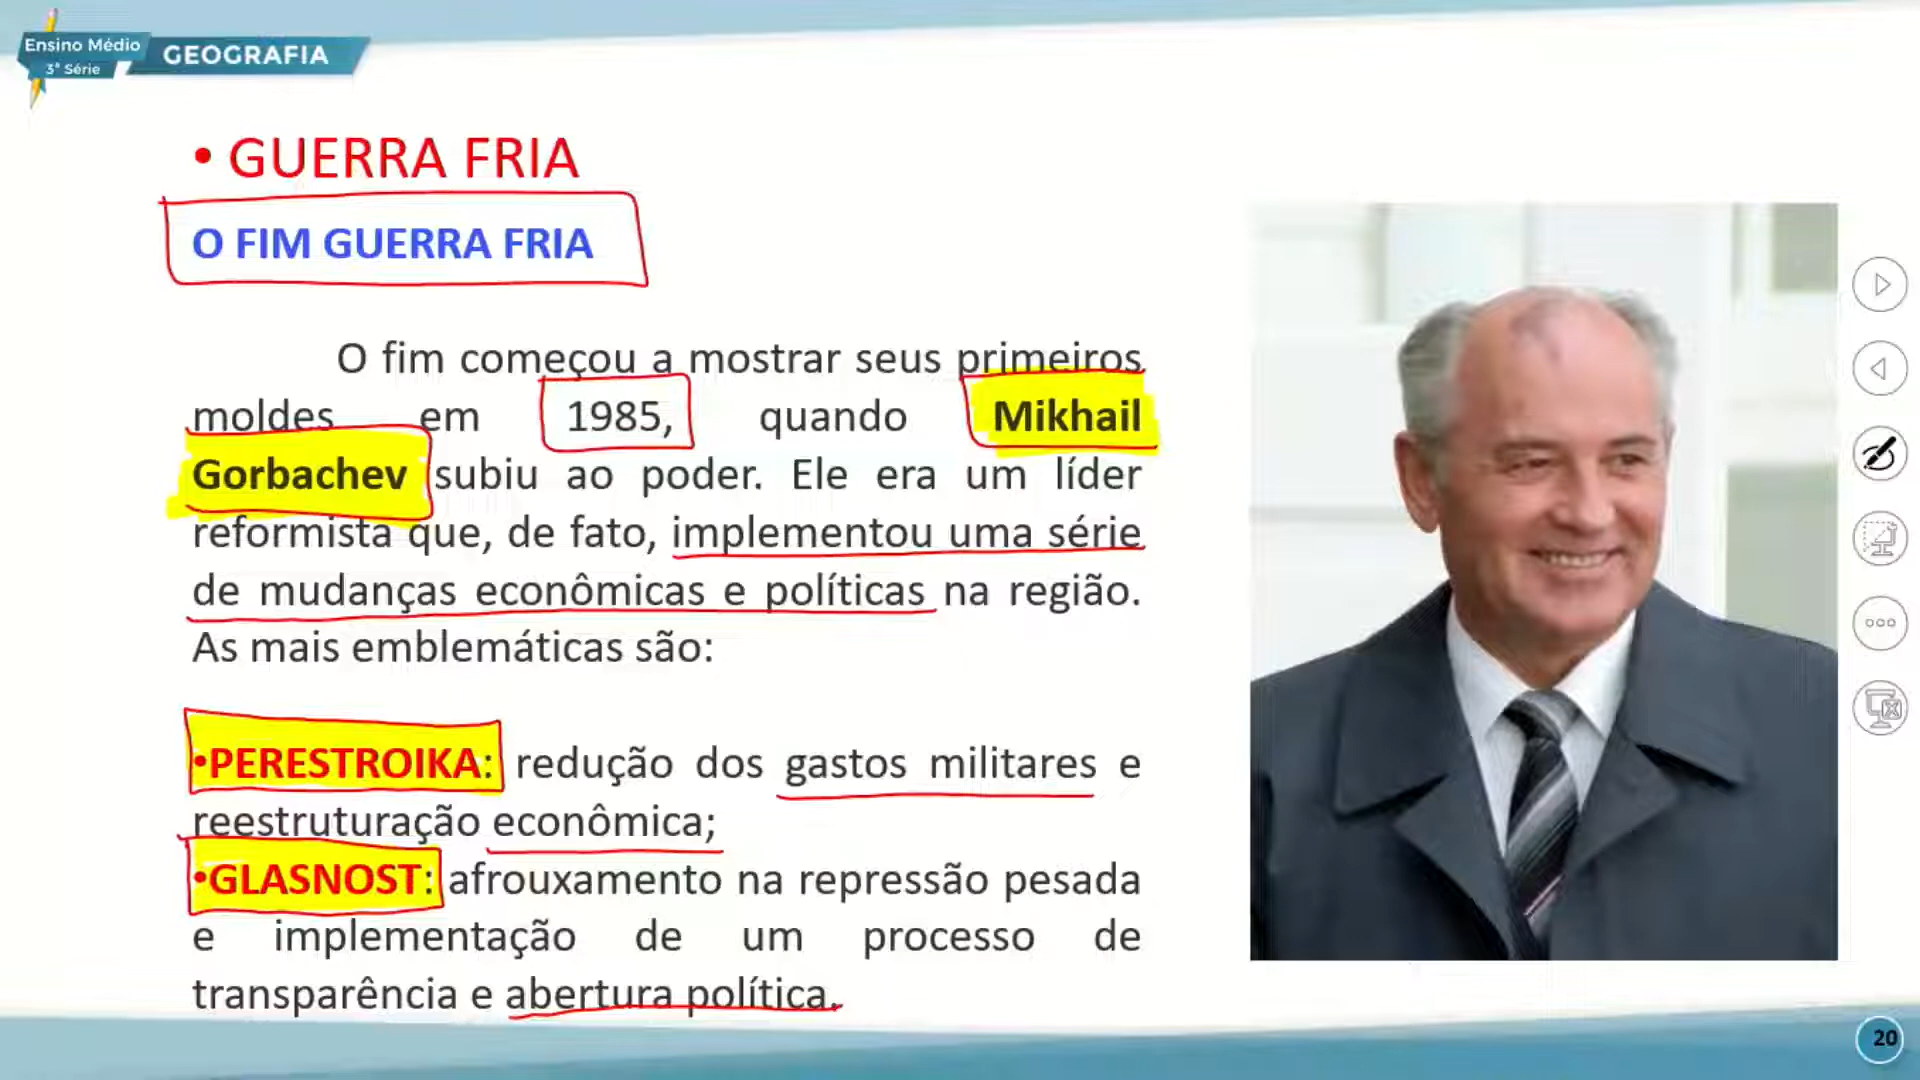 Ensino Médio
3ª Série
GEOGRAFIA
• GUERRA FRIA
O FIM GUERRA FRIA
O fim começou a mostrar seus primeiros
moldes em 1985, quando Mikhail
Gorbachev subiu ao poder. Ele era um líder
reformista que, de fato, implementou uma série
de mudanças econômicas e políticas na região.
As mais emblemáticas são:
•PERESTROIKA: redução dos gastos militares e
reestruturação econômica;
•GLASNOST: afrouxamento na repressão pesada
e implementação de um processo de
transparência e abertura política.
20